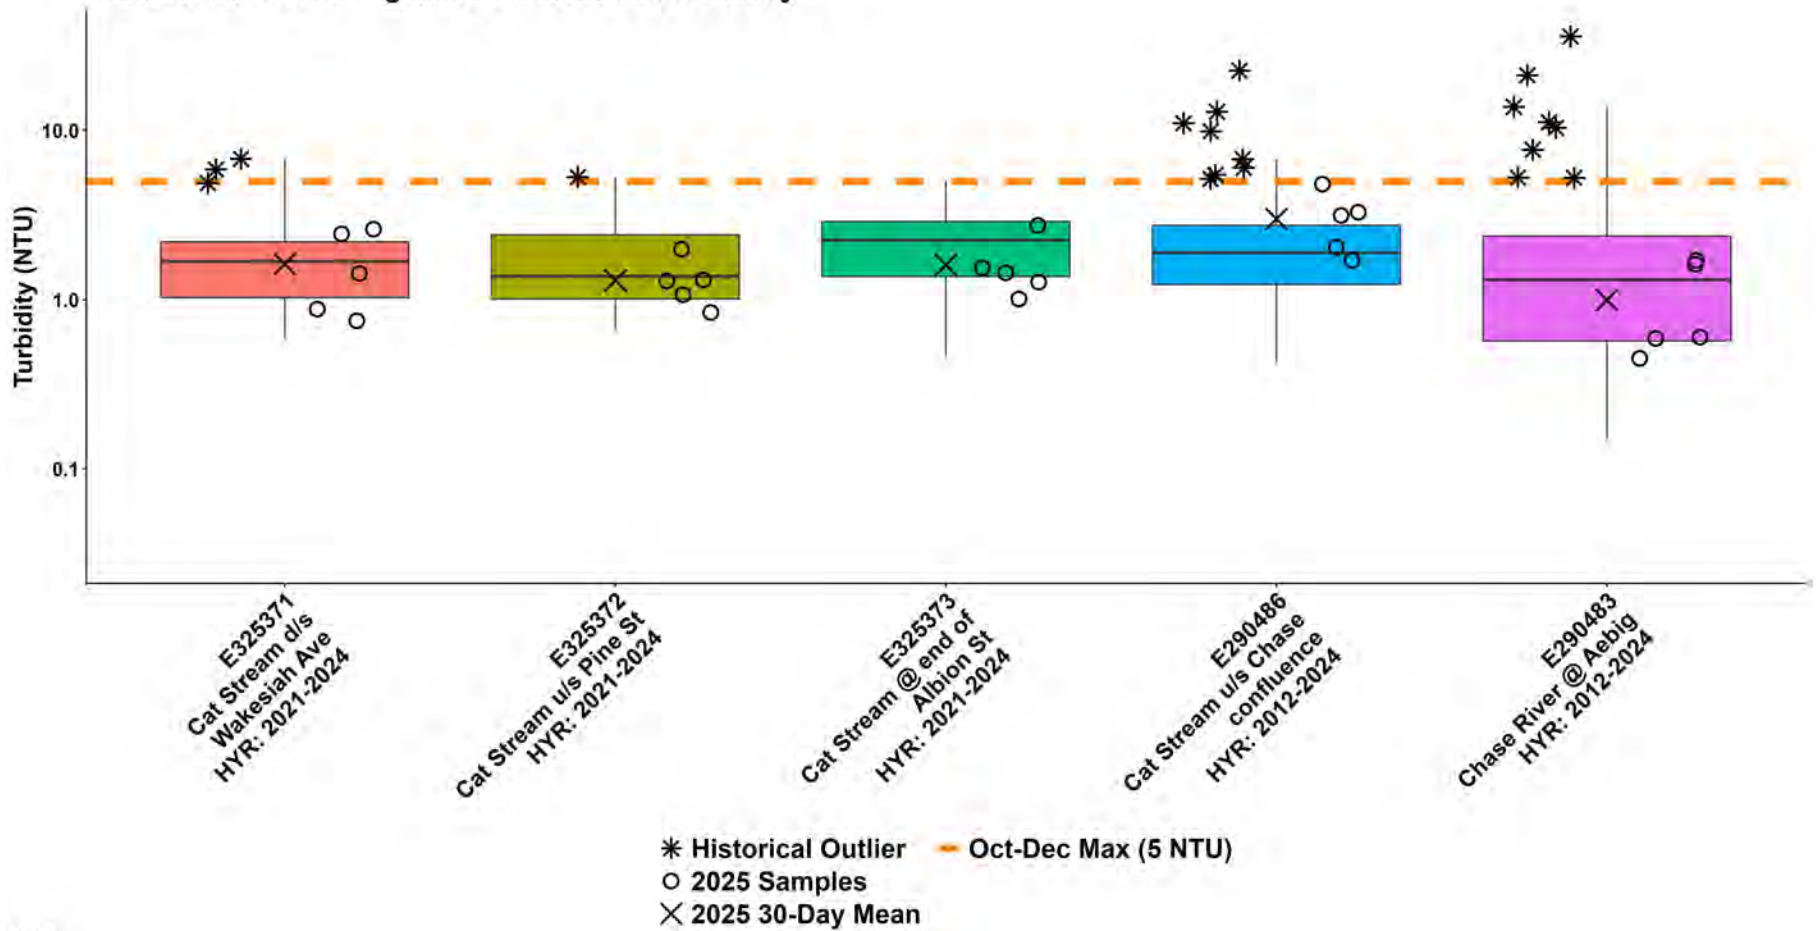 Turbidity (NTU)
10.0
1.0
0.1
E325371
Cat Stream d/s
Wakesiah Ave
HYR: 2021-2024
E325372
Cat Stream u/s Pine St
HYR: 2021-2024
E325373
Cat Stream @ end of
Albion St
HYR: 2021-2024
E290486
Cat Stream u/s Chase
confluence
HYR: 2012-2024
E290483
Chase River @ Aebig
HYR: 2012-2024
Historical Outlier
Oct-Dec Max (5 NTU)
2025 Samples
2025 30-Day Mean